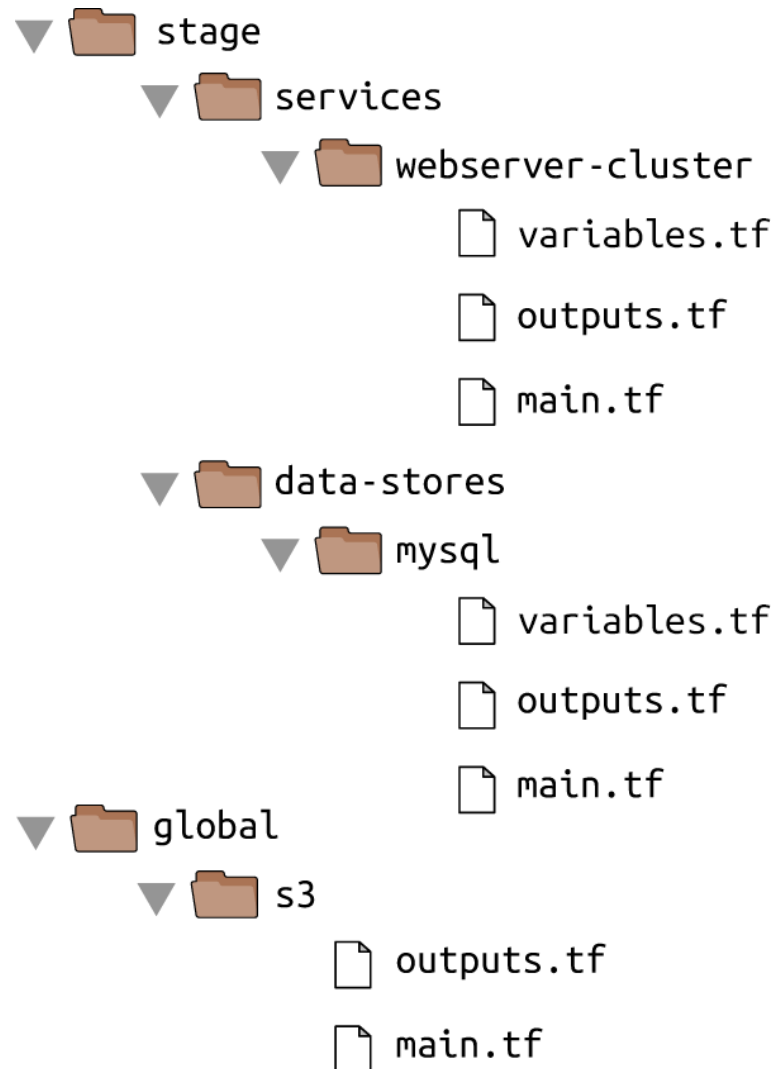 stage
services
webserver-cluster
variables.tf
outputs.tf
main.tf
data-stores
mysql
variables.tf
outputs.tf
main.tf
global
s3
outputs.tf
main.tf